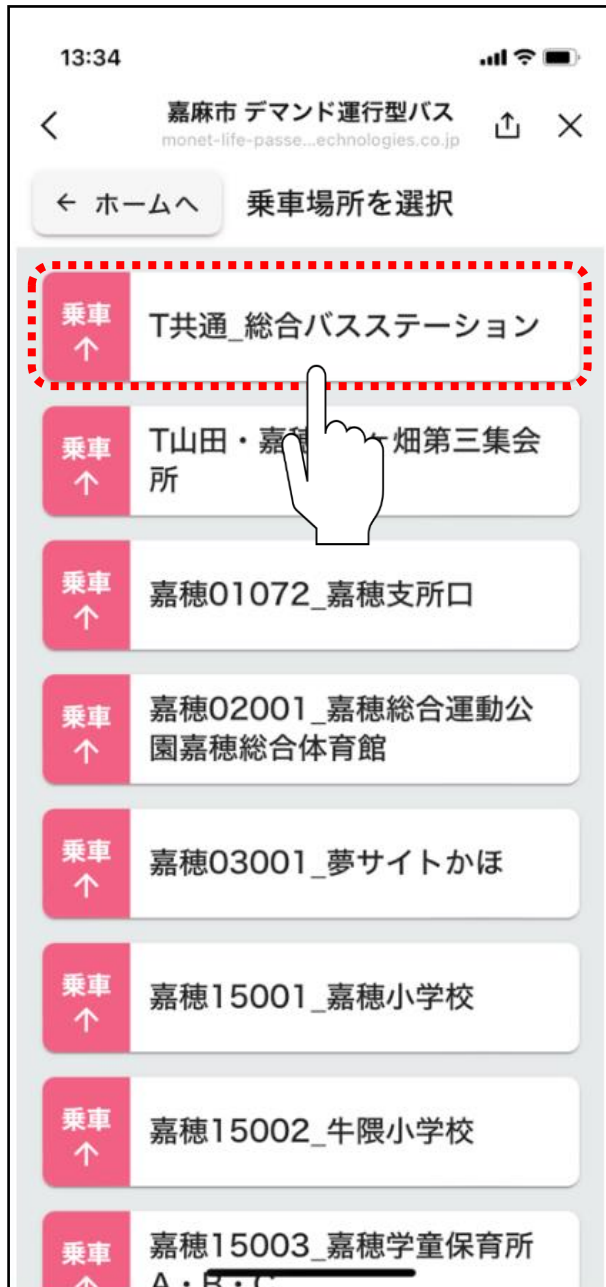 13:34
嘉麻市 デマンド運行型バス
monet-life-passe...echnologies.co.jp
← ホームへ 乗車場所を選択
乗車
↑
T共通_総合バスステーション
乗車
↑
T山田・嘉 畑第三集会
所
乗車
↑
嘉穂01072_嘉穂支所口
乗車
↑
嘉穂02001_嘉穂総合運動公
園嘉穂総合体育館
乗車
↑
嘉穂03001_夢サイトかほ
乗車
↑
嘉穂15001_嘉穂小学校
乗車
↑
嘉穂15002_牛隈小学校
乗車
嘉穂15003_嘉穂学童保育所
A・B・C